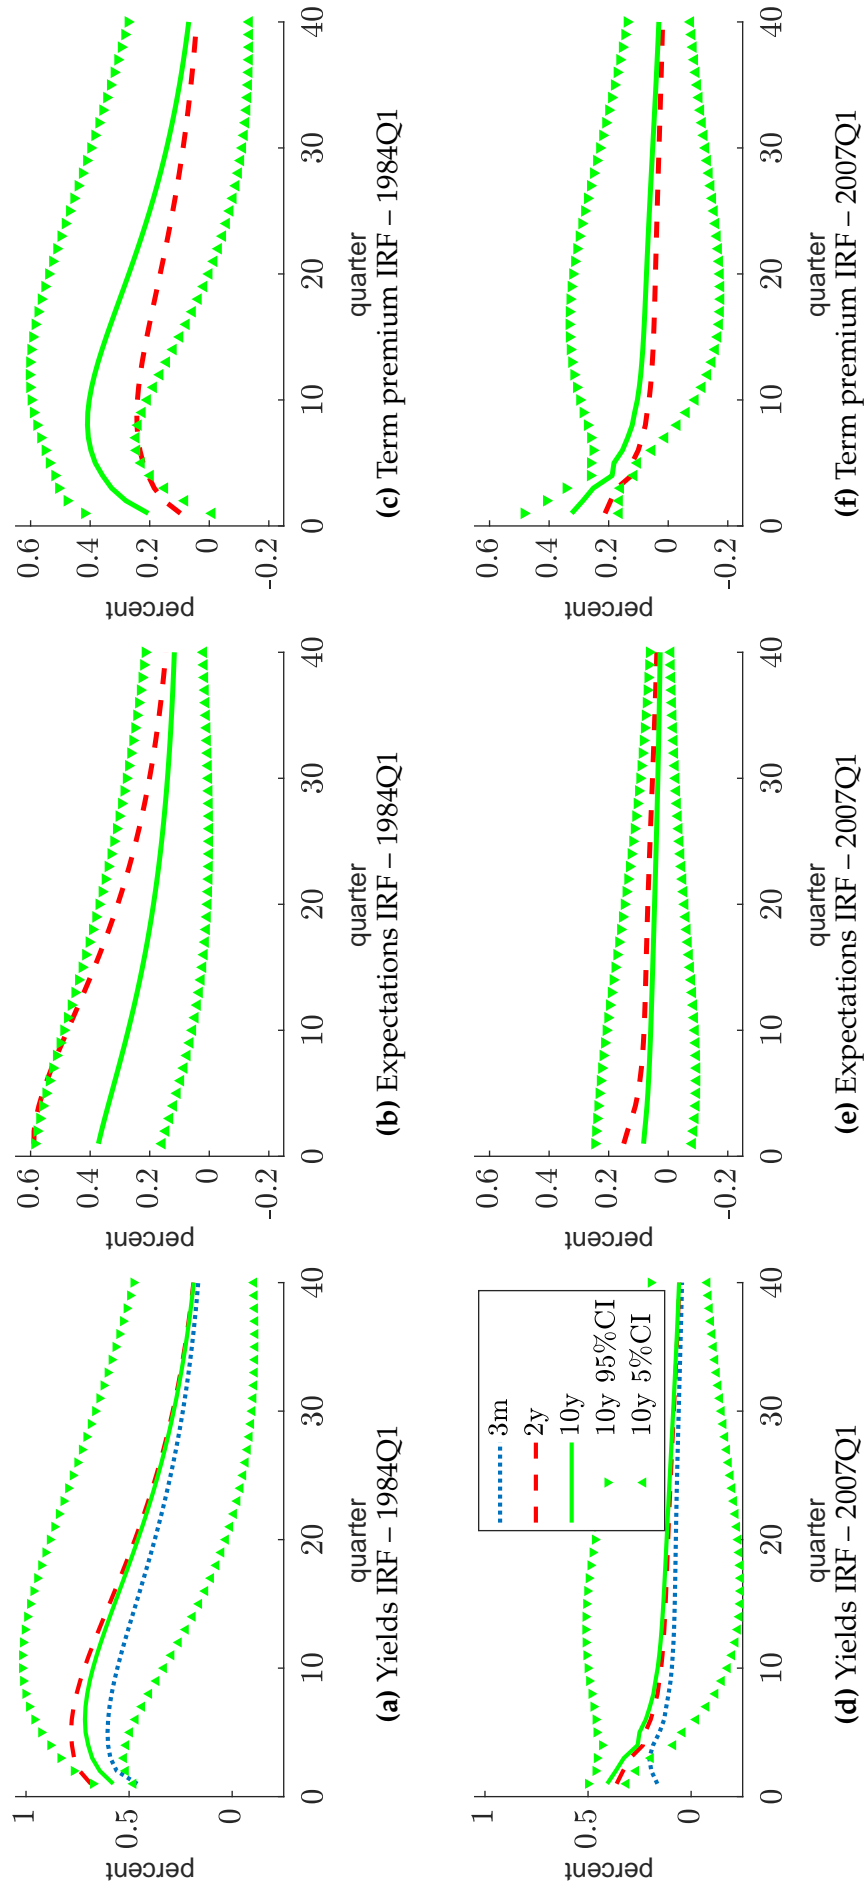 1
0.5
0
percent
0 10 20 30 40
quarter
(a) Yields IRF – 1984Q1
0.6
0.4
0.2
0
-0.2
percent
0 10 20 30 40
quarter
(b) Expectations IRF – 1984Q1
0.6
0.4
0.2
0
-0.2
percent
0 10 20 30 40
quarter
(c) Term premium IRF – 1984Q1
1
0.5
0
percent
3m
2y
10y
10y 95%CI
10y 5%CI
0 10 20 30 40
quarter
(d) Yields IRF – 2007Q1
0.6
0.4
0.2
0
-0.2
percent
0 10 20 30 40
quarter
(e) Expectations IRF – 2007Q1
0.6
0.4
0.2
0
-0.2
percent
0 10 20 30 40
quarter
(f) Term premium IRF – 2007Q1